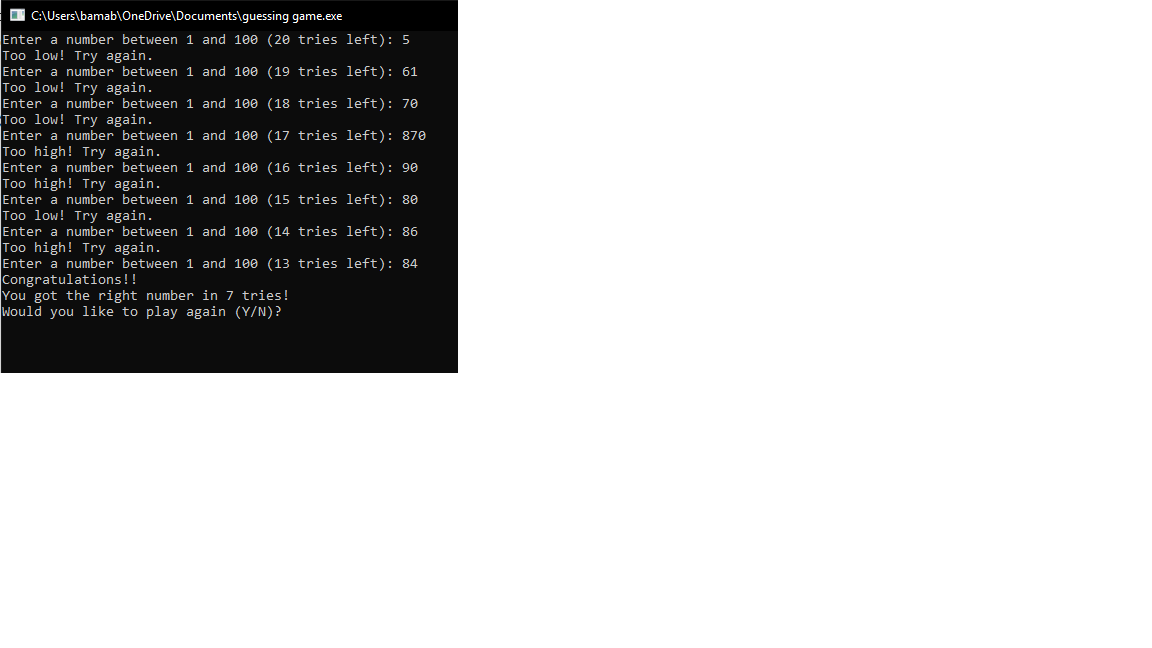 C:\Users\bamab\OneDrive\Documents\guessing game.exe
Enter a number between 1 and 100 (20 tries left): 5
Too low! Try again.
Enter a number between 1 and 100 (19 tries left): 61
Too low! Try again.
Enter a number between 1 and 100 (18 tries left): 70
Too low! Try again.
Enter a number between 1 and 100 (17 tries left): 870
Too high! Try again.
Enter a number between 1 and 100 (16 tries left): 90
Too high! Try again.
Enter a number between 1 and 100 (15 tries left): 80
Too low! Try again.
Enter a number between 1 and 100 (14 tries left): 86
Too high! Try again.
Enter a number between 1 and 100 (13 tries left): 84
Congratulations!!
You got the right number in 7 tries!
Would you like to play again (Y/N)?